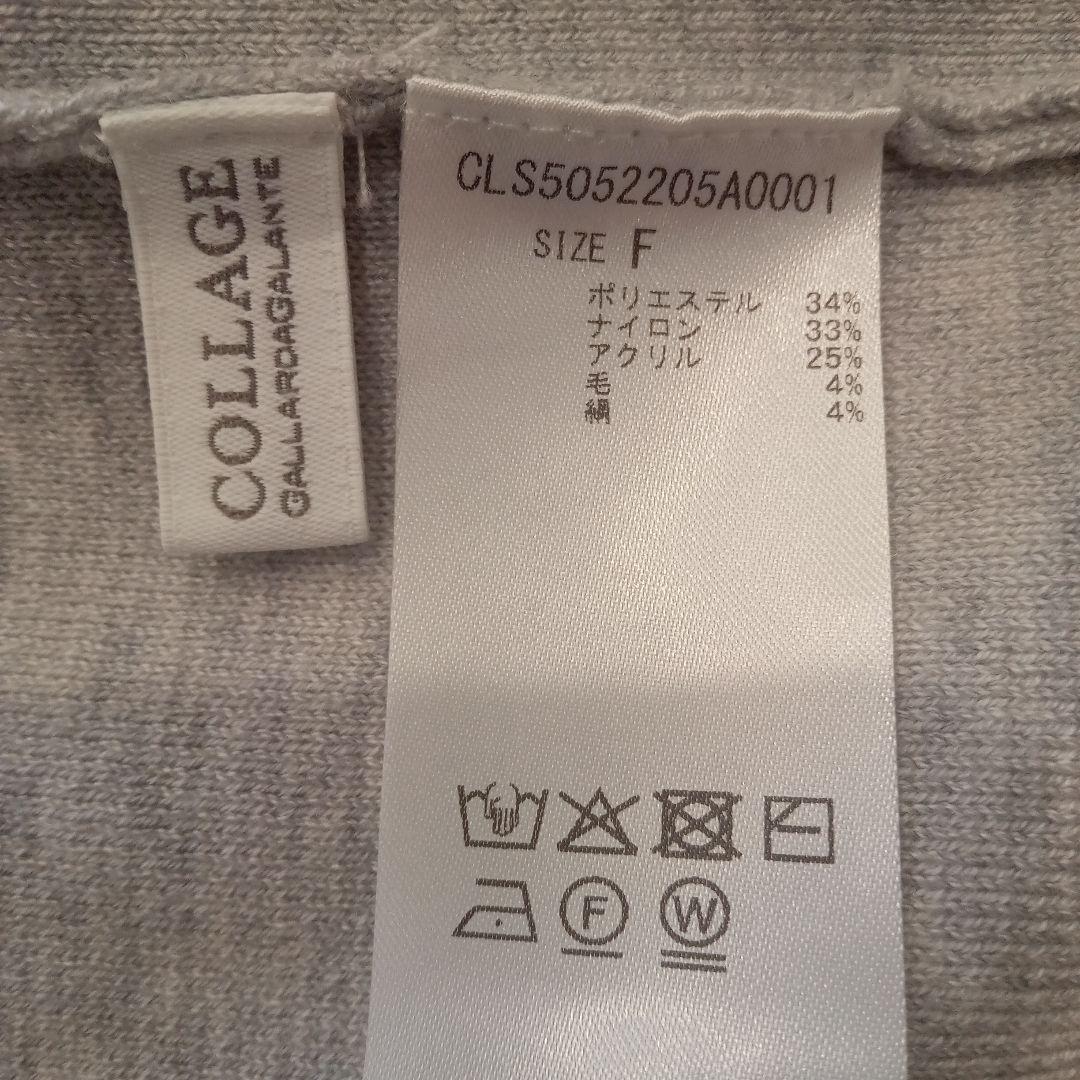 COLLAGE
GALLARDAGALANTE
CLS5052205A0001
SIZE F
ポリエステル 34%
ナイロン 33%
アクリル 25%
毛 4%
絹 4%
F
W